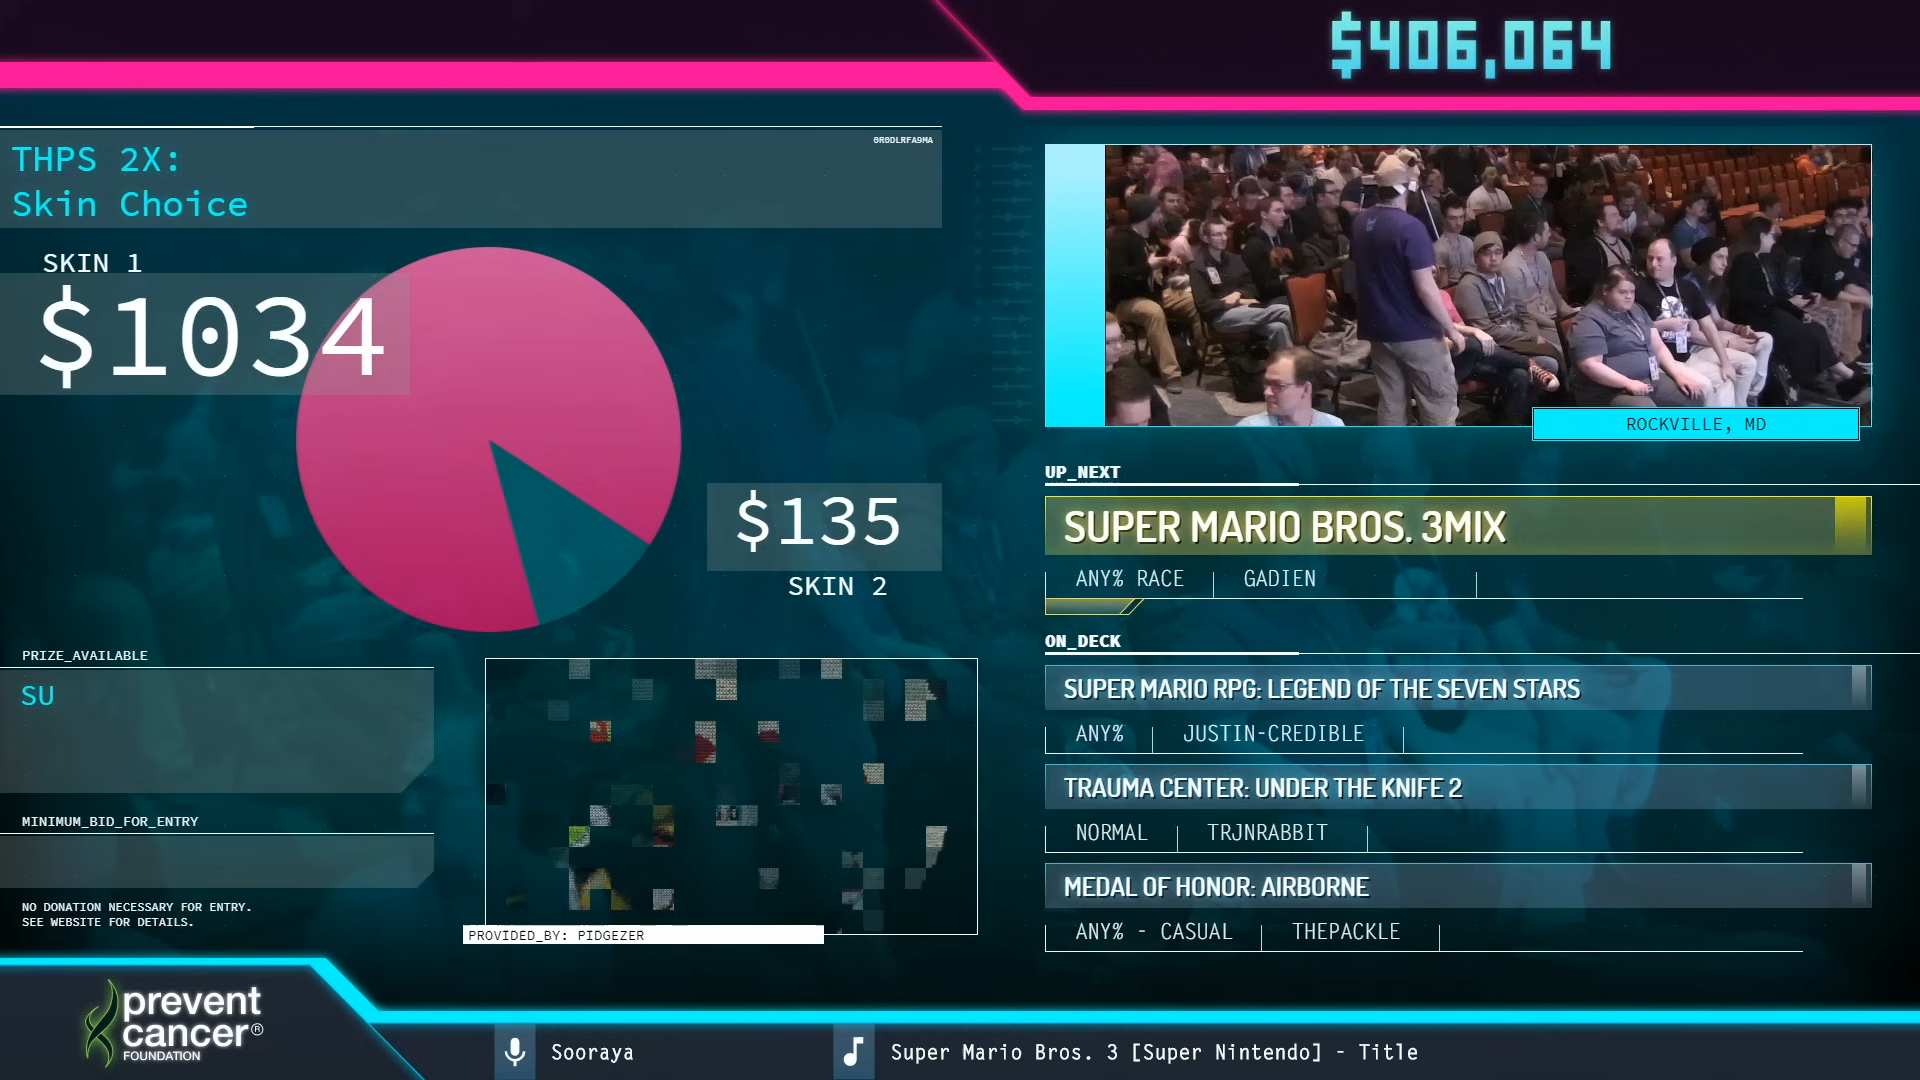 $406,064
THPS 2X:
Skin Choice
0R0DLRFA9MA
SKIN 1
$1034
$135
SKIN 2
PRIZE_AVAILABLE
SU
MINIMUM_BID_FOR_ENTRY
NO DONATION NECESSARY FOR ENTRY.
SEE WEBSITE FOR DETAILS.
PROVIDED_BY: PIDGEZER
ROCKVILLE, MD
UP_NEXT
SUPER MARIO BROS. 3MIX
ANY% RACE GADIEN
ON_DECK
SUPER MARIO RPG: LEGEND OF THE SEVEN STARS
ANY% JUSTIN-CREDIBLE
TRAUMA CENTER: UNDER THE KNIFE 2
NORMAL TRJNRABBIT
MEDAL OF HONOR: AIRBORNE
ANY% - CASUAL THEPACKLE
prevent
cancer®
FOUNDATION
Sooraya
Super Mario Bros. 3 [Super Nintendo] - Title